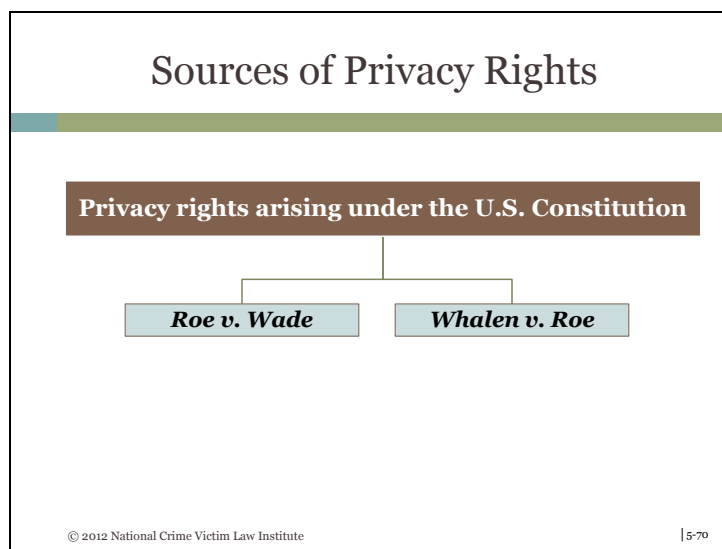 Sources of Privacy Rights
Privacy rights arising under the U.S. Constitution
Roe v. Wade
Whalen v. Roe
© 2012 National Crime Victim Law Institute
5-70